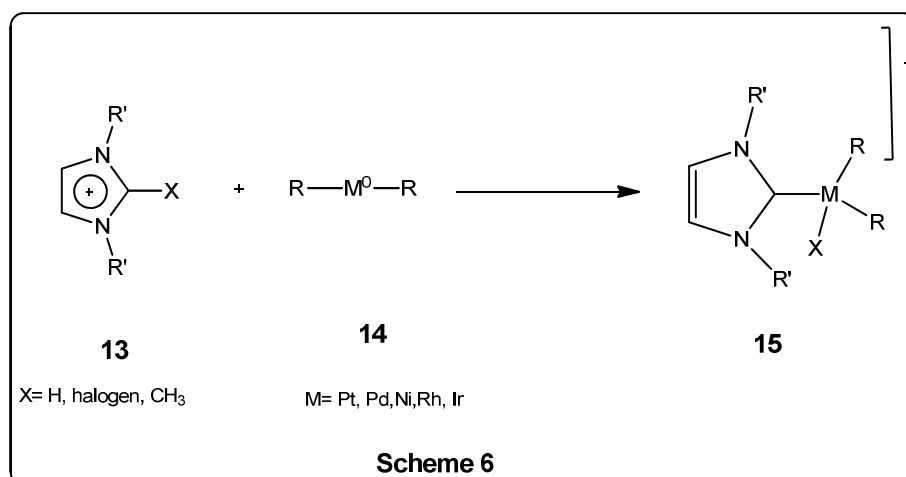 R' R'
N N R
+ X + R M⁰ R M
N N X R
R' R'
13 14 15
X= H, halogen, CH₃ M= Pt, Pd,Ni,Rh, Ir
Scheme 6